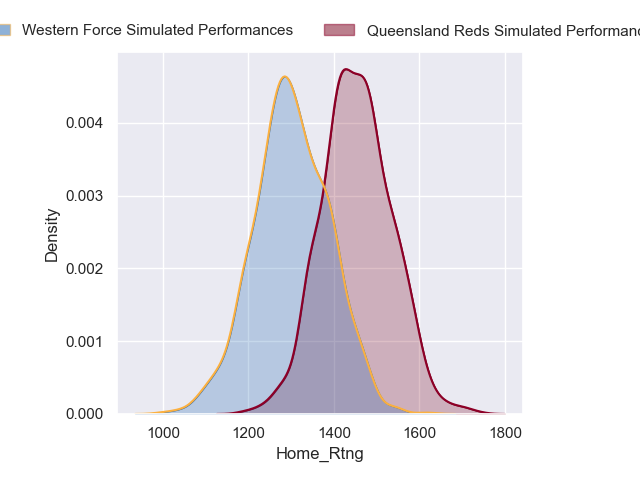 Western Force Simulated Performances Queensland Reds Simulated
0.004
0.003
0.002
0.001
0.000
Density
1000 1200 1400 1600 1800
Home_Rtng